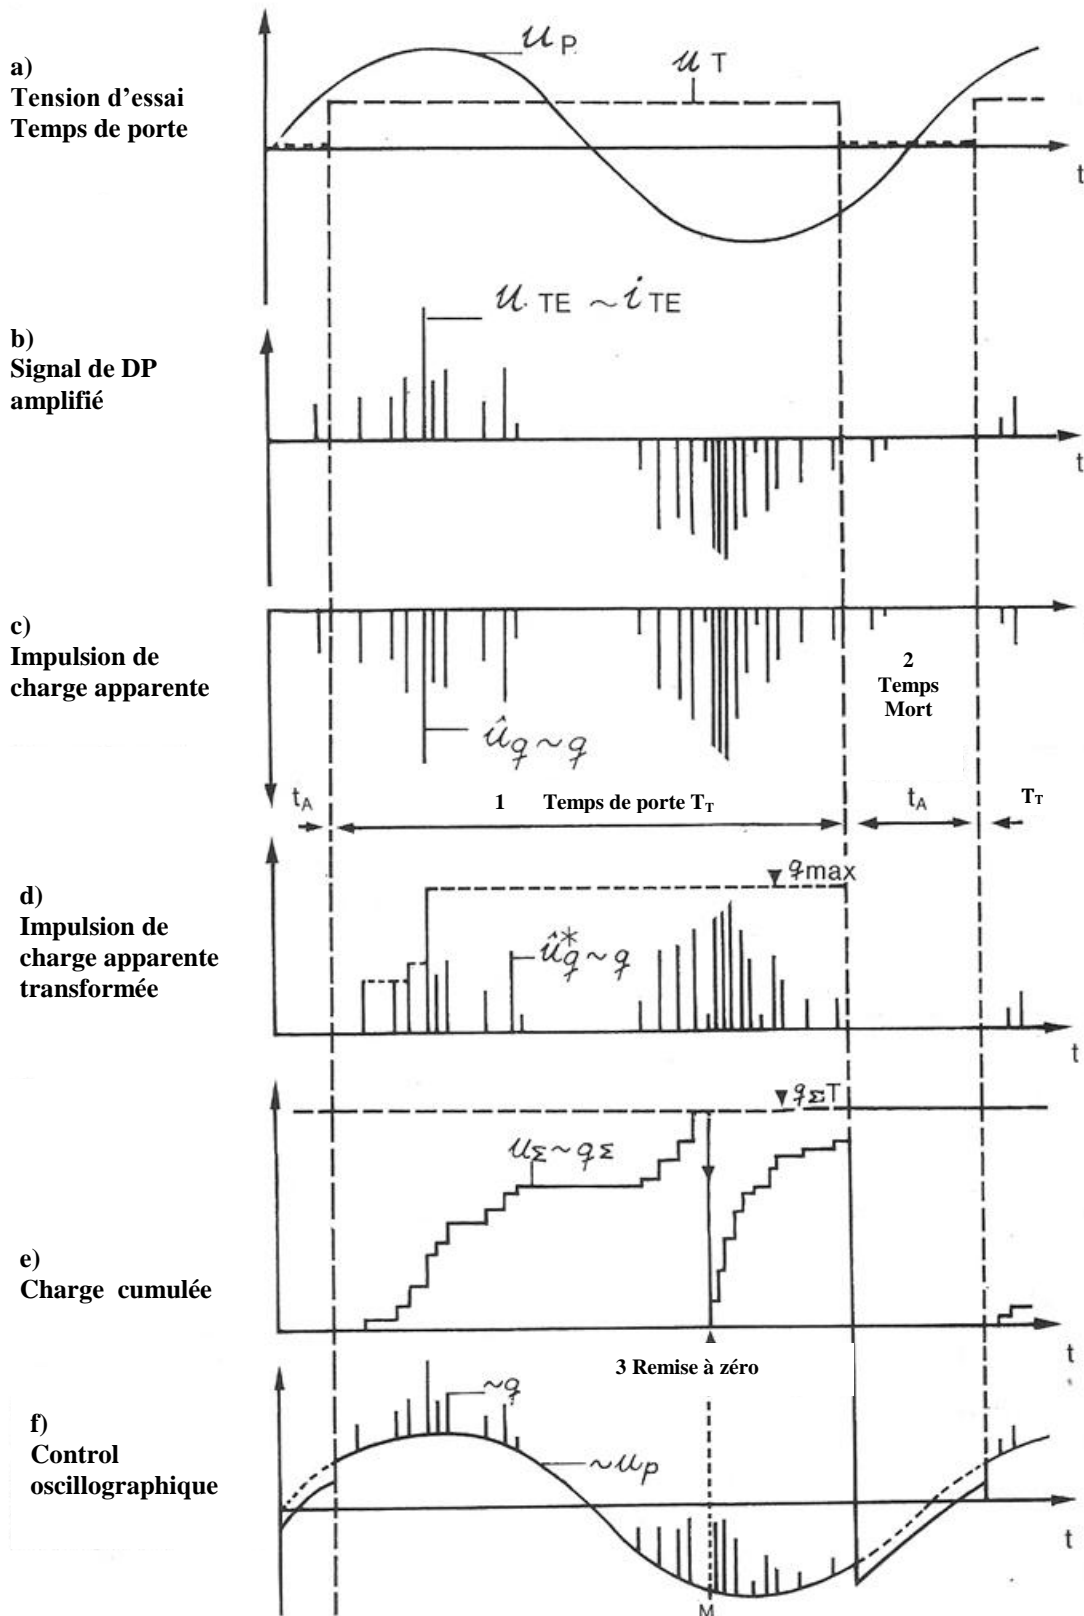 a)
Tension d'essai
Temps de porte
u P
u T
t
b)
Signal de DP
amplifié
u TE ~ i TE
t
c)
Impulsion de
charge apparente
û q ~ q
2
Temps
Mort
t A
1 Temps de porte T T
t A
T T
d)
Impulsion de
charge apparente
transformée
q max
û* q ~ q
t
e)
Charge cumulée
q Σ T
u Σ ~ q Σ
t
3 Remise à zéro
f)
Control
oscillographique
~ q
~ u p
t
M